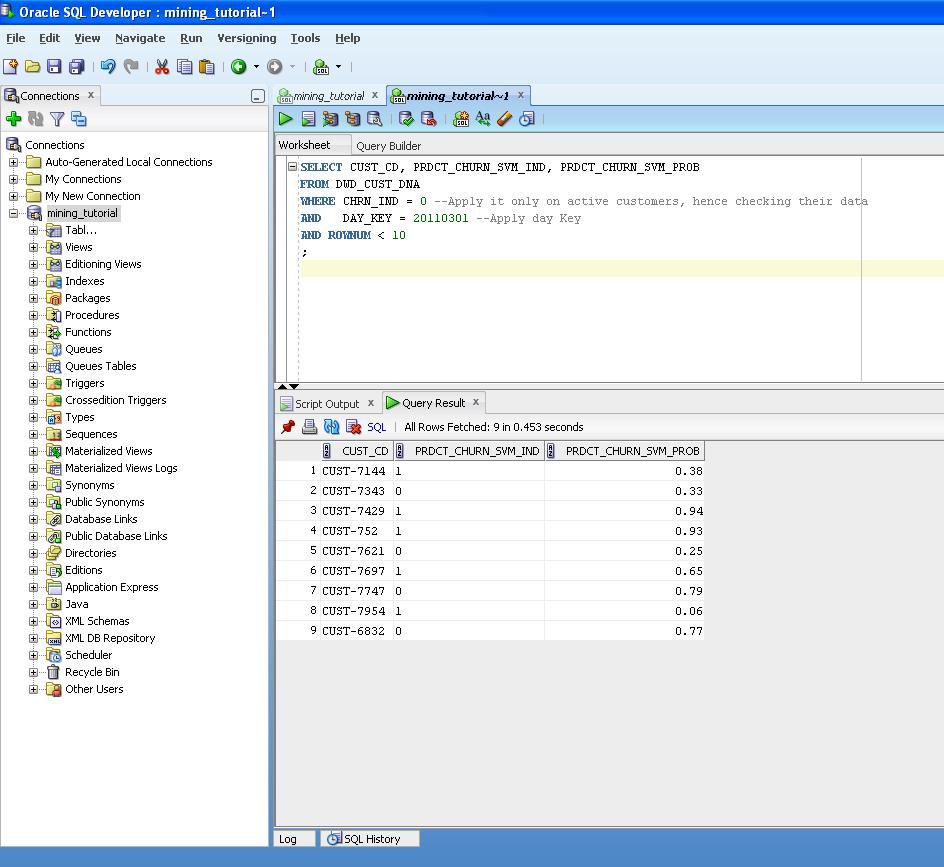 Oracle SQL Developer : mining_tutorial~1
File Edit View Navigate Run Versioning Tools Help
Connections
mining_tutorial
mining_tutorial~1
Connections
Auto-Generated Local Connections
My Connections
My New Connection
mining_tutorial
Tabl...
Views
Editioning Views
Indexes
Packages
Procedures
Functions
Queues
Queues Tables
Triggers
Crossedition Triggers
Types
Sequences
Materialized Views
Materialized Views Logs
Synonyms
Public Synonyms
Database Links
Public Database Links
Directories
Editions
Application Express
Java
XML Schemas
XML DB Repository
Scheduler
Recycle Bin
Other Users
Worksheet Query Builder
SELECT CUST_CD, PRDCT_CHURN_SVM_IND, PRDCT_CHURN_SVM_PROB
FROM DWD_CUST_DNA
WHERE CHRN_IND = 0 --Apply it only on active customers, hence checking their data
AND DAY_KEY = 20110301 --Apply day Key
AND ROWNUM < 10
;
Script Output Query Result
SQL All Rows Fetched: 9 in 0.453 seconds
CUST_CD PRDCT_CHURN_SVM_IND PRDCT_CHURN_SVM_PROB
1 CUST-7144 1 0.38
2 CUST-7343 0 0.33
3 CUST-7429 1 0.94
4 CUST-752 1 0.93
5 CUST-7621 0 0.25
6 CUST-7697 1 0.65
7 CUST-7747 0 0.79
8 CUST-7954 1 0.06
9 CUST-6832 0 0.77
Log SQL History